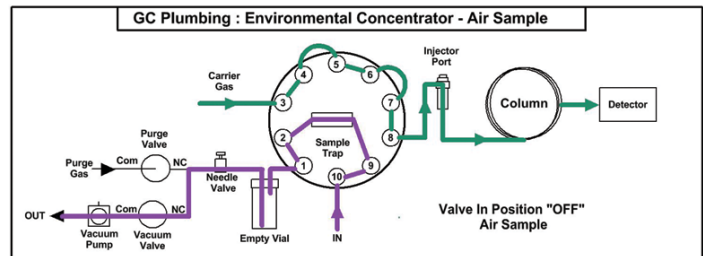 GC Plumbing : Environmental Concentrator - Air Sample
Injector
Port
Carrier
Gas
5
4
6
3
7
Column
Detector
2
8
Sample
Trap
1
9
10
Purge
Valve
Purge
Gas
Com
NC
Needle
Valve
OUT
Com
NC
Vacuum
Pump
Vacuum
Valve
Empty Vial
IN
Valve In Position "OFF"
Air Sample